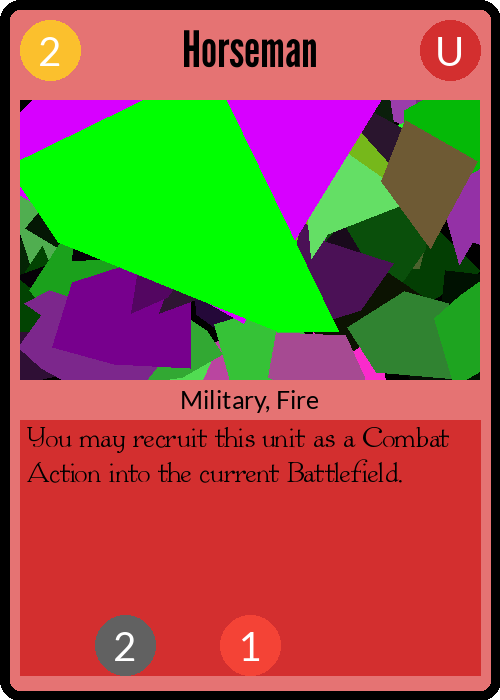 2
Horseman
U
Military, Fire
You may recruit this unit as a Combat
Action into the current Battlefield.
2
1